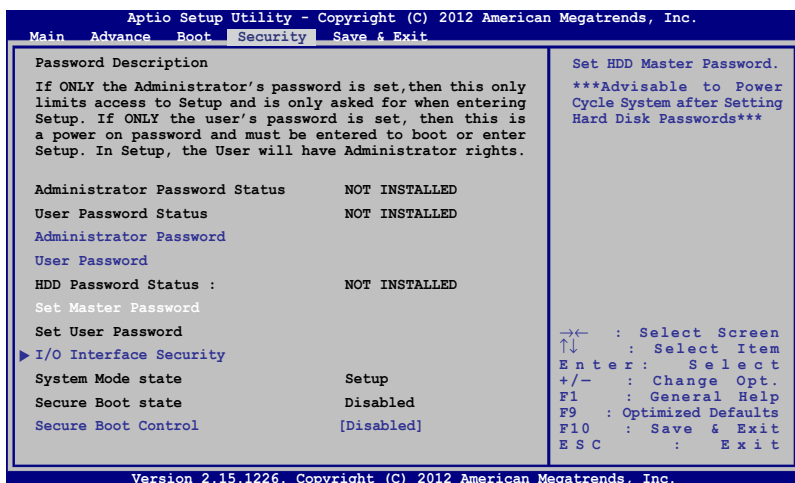 Aptio Setup Utility - Copyright (C) 2012 American Megatrends, Inc.
Main Advance Boot Security Save & Exit
Password Description
If ONLY the Administrator's password is set,then this only
limits access to Setup and is only asked for when entering
Setup. If ONLY the user's password is set, then this is
a power on password and must be entered to boot or enter
Setup. In Setup, the User will have Administrator rights.
Administrator Password Status NOT INSTALLED
User Password Status NOT INSTALLED
Administrator Password
User Password
HDD Password Status : NOT INSTALLED
Set Master Password
Set User Password
I/O Interface Security
System Mode state Setup
Secure Boot state Disabled
Secure Boot Control [Disabled]
Set HDD Master Password.
***Advisable to Power
Cycle System after Setting
Hard Disk Passwords***
→← : Select Screen
↑↓ : Select Item
Enter: Select
+/— : Change Opt.
F1 : General Help
F9 : Optimized Defaults
F10 : Save & Exit
ESC : Exit
Version 2.15.1226. Copyright (C) 2012 American Megatrends, Inc.